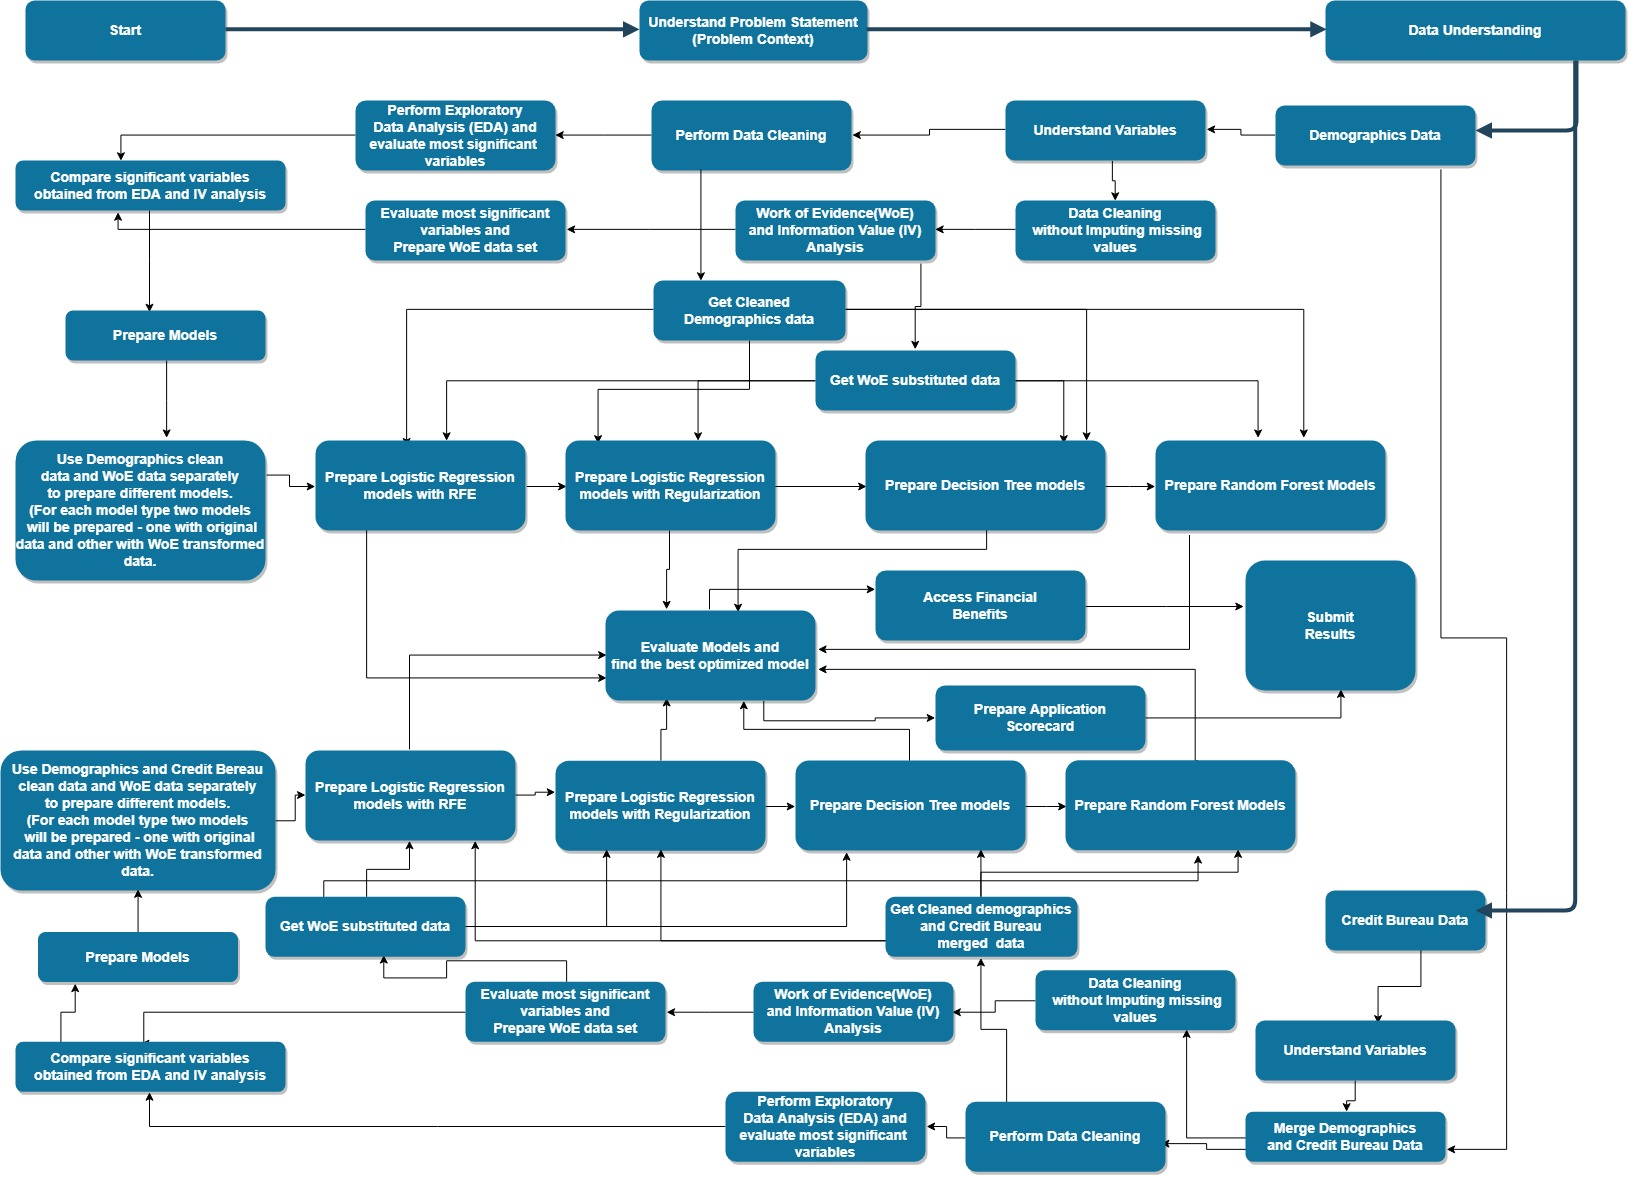 Start
Understand Problem Statement
(Problem Context)
Data Understanding
Perform Exploratory
Data Analysis (EDA) and
evaluate most significant
variables
Perform Data Cleaning
Understand Variables
Demographics Data
Compare significant variables
obtained from EDA and IV analysis
Evaluate most significant
variables and
Prepare WoE data set
Work of Evidence(WoE)
and Information Value (IV)
Analysis
Data Cleaning
without Imputing missing
values
Get Cleaned
Demographics data
Prepare Models
Get WoE substituted data
Use Demographics clean
data and WoE data separately
to prepare different models.
(For each model type two models
will be prepared - one with original
data and other with WoE transformed
data.
Prepare Logistic Regression
models with RFE
Prepare Logistic Regression
models with Regularization
Prepare Decision Tree models
Prepare Random Forest Models
Access Financial
Benefits
Submit
Results
Evaluate Models and
find the best optimized model
Prepare Application
Scorecard
Use Demographics and Credit Bereau
clean data and WoE data separately
to prepare different models.
(For each model type two models
will be prepared - one with original
data and other with WoE transformed
data.
Prepare Logistic Regression
models with RFE
Prepare Logistic Regression
models with Regularization
Prepare Decision Tree models
Prepare Random Forest Models
Get WoE substituted data
Get Cleaned demographics
and Credit Bureau
merged data
Credit Bureau Data
Prepare Models
Evaluate most significant
variables and
Prepare WoE data set
Work of Evidence(WoE)
and Information Value (IV)
Analysis
Data Cleaning
without Imputing missing
values
Understand Variables
Compare significant variables
obtained from EDA and IV analysis
Perform Exploratory
Data Analysis (EDA) and
evaluate most significant
variables
Perform Data Cleaning
Merge Demographics
and Credit Bureau Data